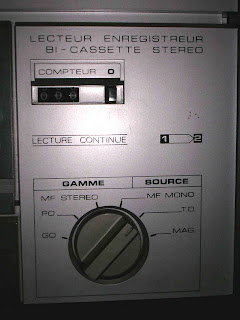 LECTEUR ENREGISTREUR
BI-CASSETTE STEREO
COMPTEUR 0
LECTURE CONTINUE 1 2
GAMME SOURCE
MF STEREO MF MONO
PO T.D.
GO MAG.